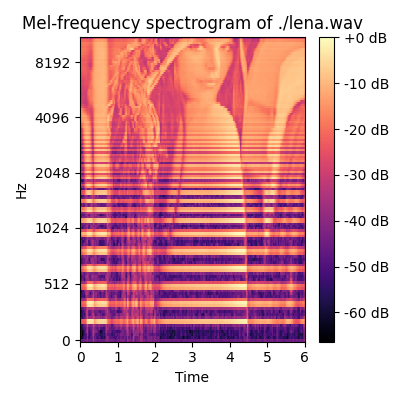 Mel-frequency spectrogram of ./lena.wav
+0 dB
8192
-10 dB
4096
-20 dB
2048
-30 dB
Hz
1024
-40 dB
512
-50 dB
-60 dB
0
0 1 2 3 4 5 6
Time